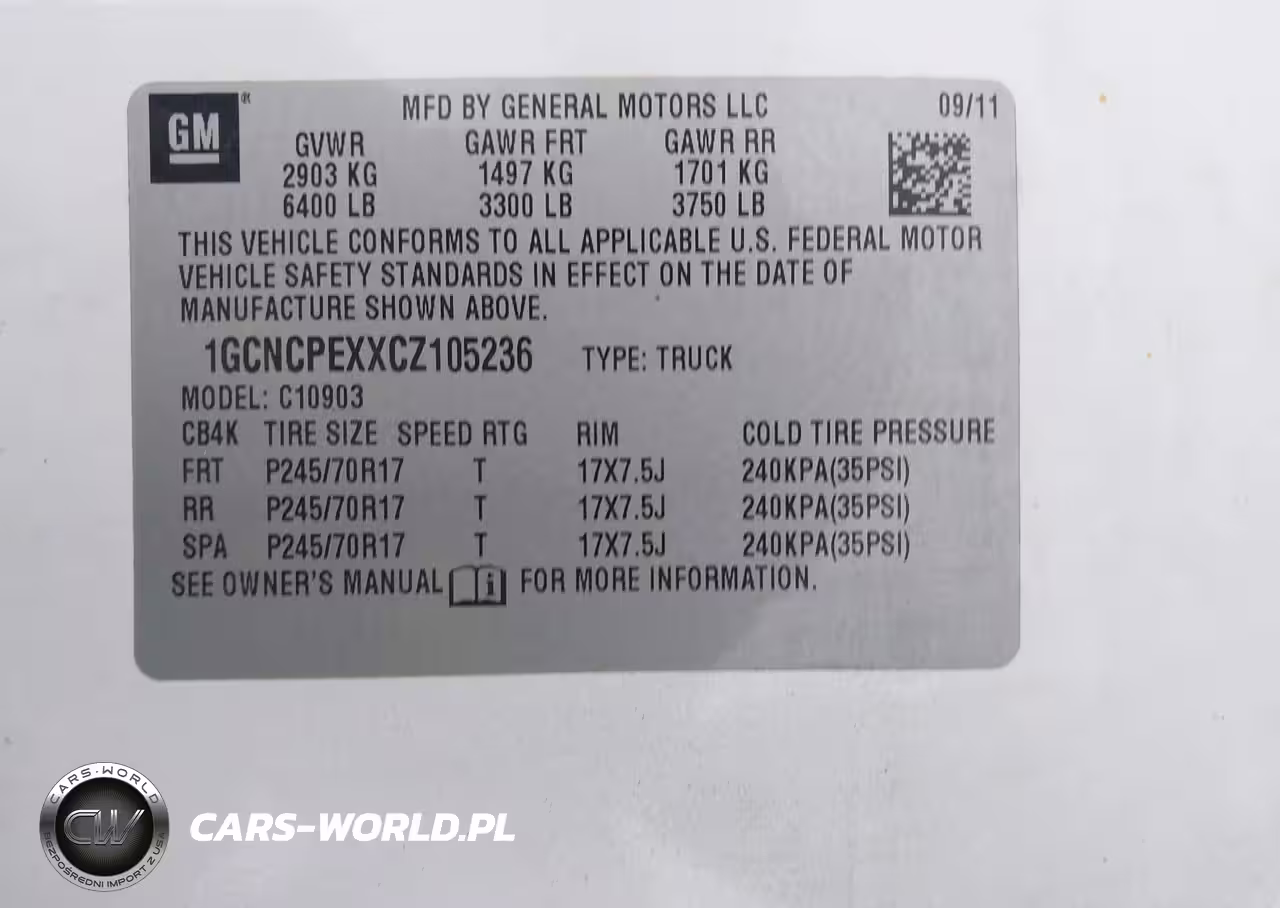 GM ®
MFD BY GENERAL MOTORS LLC 09/11
GVWR GAWR FRT GAWR RR
2903 KG 1497 KG 1701 KG
6400 LB 3300 LB 3750 LB
THIS VEHICLE CONFORMS TO ALL APPLICABLE U.S. FEDERAL MOTOR
VEHICLE SAFETY STANDARDS IN EFFECT ON THE DATE OF
MANUFACTURE SHOWN ABOVE.
1GCNCPEXXCZ105236 TYPE: TRUCK
MODEL: C10903
CB4K TIRE SIZE SPEED RTG RIM COLD TIRE PRESSURE
FRT P245/70R17 T 17X7.5J 240KPA(35PSI)
RR P245/70R17 T 17X7.5J 240KPA(35PSI)
SPA P245/70R17 T 17X7.5J 240KPA(35PSI)
SEE OWNER'S MANUAL i FOR MORE INFORMATION.
CARS-WORLD
CW
BEZPOŚREDNI IMPORT Z USA
CARS-WORLD.PL